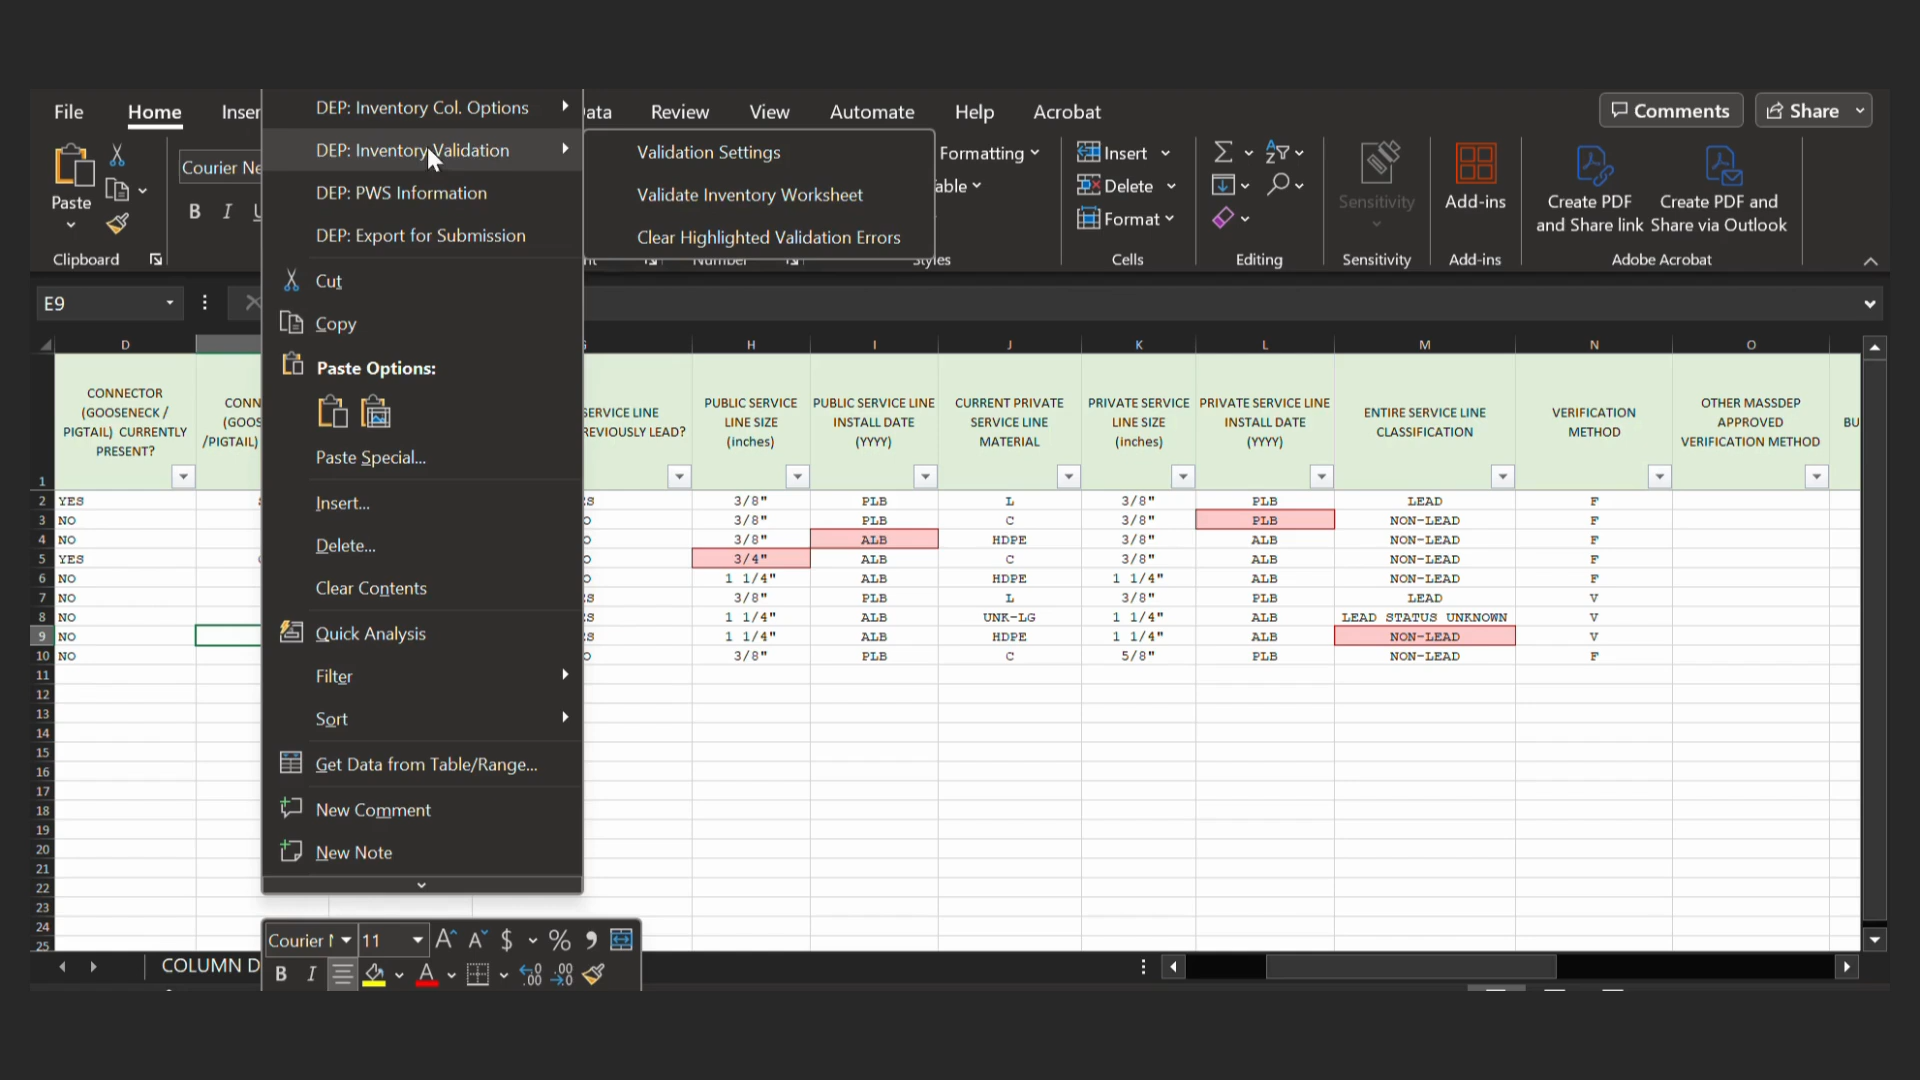 File
Home
Inser
ata
Review
View
Automate
Help
Acrobat
Comments
Share
DEP: Inventory Col. Options
DEP: Inventory Validation
DEP: PWS Information
DEP: Export for Submission
Cut
Copy
Paste Options:
Paste Special...
Insert...
Delete...
Clear Contents
Quick Analysis
Filter
Sort
Get Data from Table/Range...
New Comment
New Note
Validation Settings
Validate Inventory Worksheet
Clear Highlighted Validation Errors
Paste
Clipboard
Courier Ne
B I U
Formatting
able
Number
Styles
Insert
Delete
Format
Cells
Editing
Sensitivity
Sensitivity
Add-ins
Add-ins
Create PDF
and Share link
Create PDF and
Share via Outlook
Adobe Acrobat
E9
D H I J K L M N O
CONNECTOR
(GOOSENECK /
PIGTAIL) CURRENTLY
PRESENT?
CONN
(GOOS
/PIGTAIL)
SERVICE LINE
REVIOUSLY LEAD?
PUBLIC SERVICE
LINE SIZE
(inches)
PUBLIC SERVICE LINE
INSTALL DATE
(YYYY)
CURRENT PRIVATE
SERVICE LINE
MATERIAL
PRIVATE SERVICE
LINE SIZE
(inches)
PRIVATE SERVICE LINE
INSTALL DATE
(YYYY)
ENTIRE SERVICE LINE
CLASSIFICATION
VERIFICATION
METHOD
OTHER MASSDEP
APPROVED
VERIFICATION METHOD
BU
1
2 YES S 3/8" PLB L 3/8" PLB LEAD F
3 NO O 3/8" PLB C 3/8" PLB NON-LEAD F
4 NO O 3/8" ALB HDPE 3/8" ALB NON-LEAD F
5 YES O 3/4" ALB C 3/8" ALB NON-LEAD F
6 NO O 1 1/4" ALB HDPE 1 1/4" ALB NON-LEAD F
7 NO S 3/8" PLB L 3/8" PLB LEAD V
8 NO S 1 1/4" ALB UNK-LG 1 1/4" ALB LEAD STATUS UNKNOWN V
9 NO S 1 1/4" ALB HDPE 1 1/4" ALB NON-LEAD V
10 NO O 3/8" PLB C 5/8" PLB NON-LEAD F
11
12
13
14
15
16
17
18
19
20
21
22
23
24
25
COLUMN D
Courier 11 A A $ % 9
B I A .00 .00